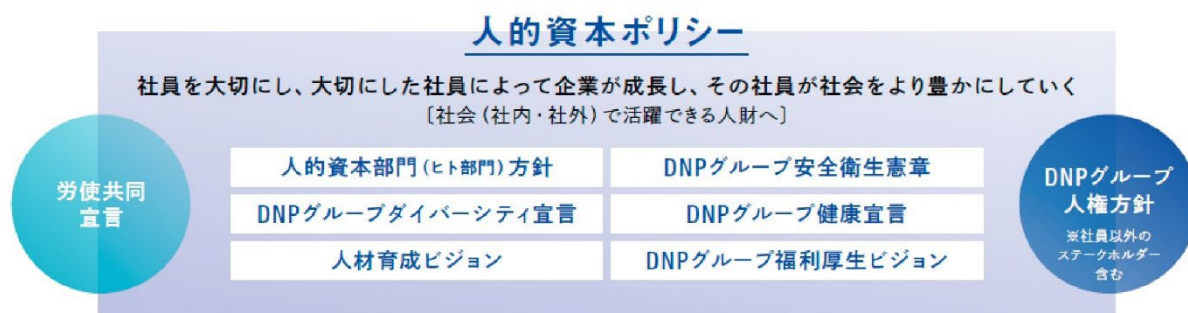 人的資本ポリシー
社員を大切にし、大切にした社員によって企業が成長し、その社員が社会をより豊かにしていく
〔社会（社内・社外）で活躍できる人財へ〕
労使共同
宣言
人的資本部門（ヒト部門）方針
DNPグループ安全衛生憲章
DNPグループダイバーシティ宣言
DNPグループ健康宣言
人材育成ビジョン
DNPグループ福利厚生ビジョン
DNPグループ
人権方針
※社員以外の
ステークホルダー
含む